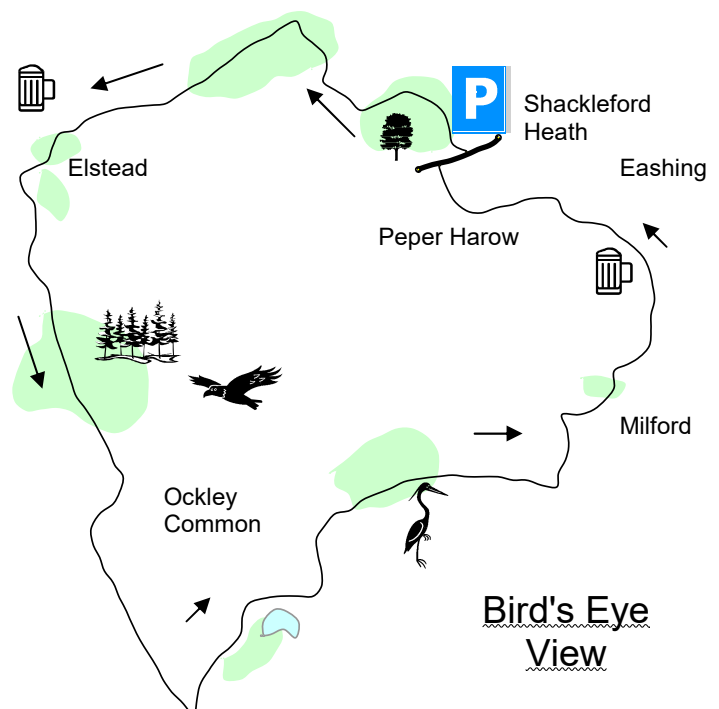 P
Shackleford
Heath
Eashing
Elstead
Peper Harow
Milford
Ockley
Common
Bird's Eye
View